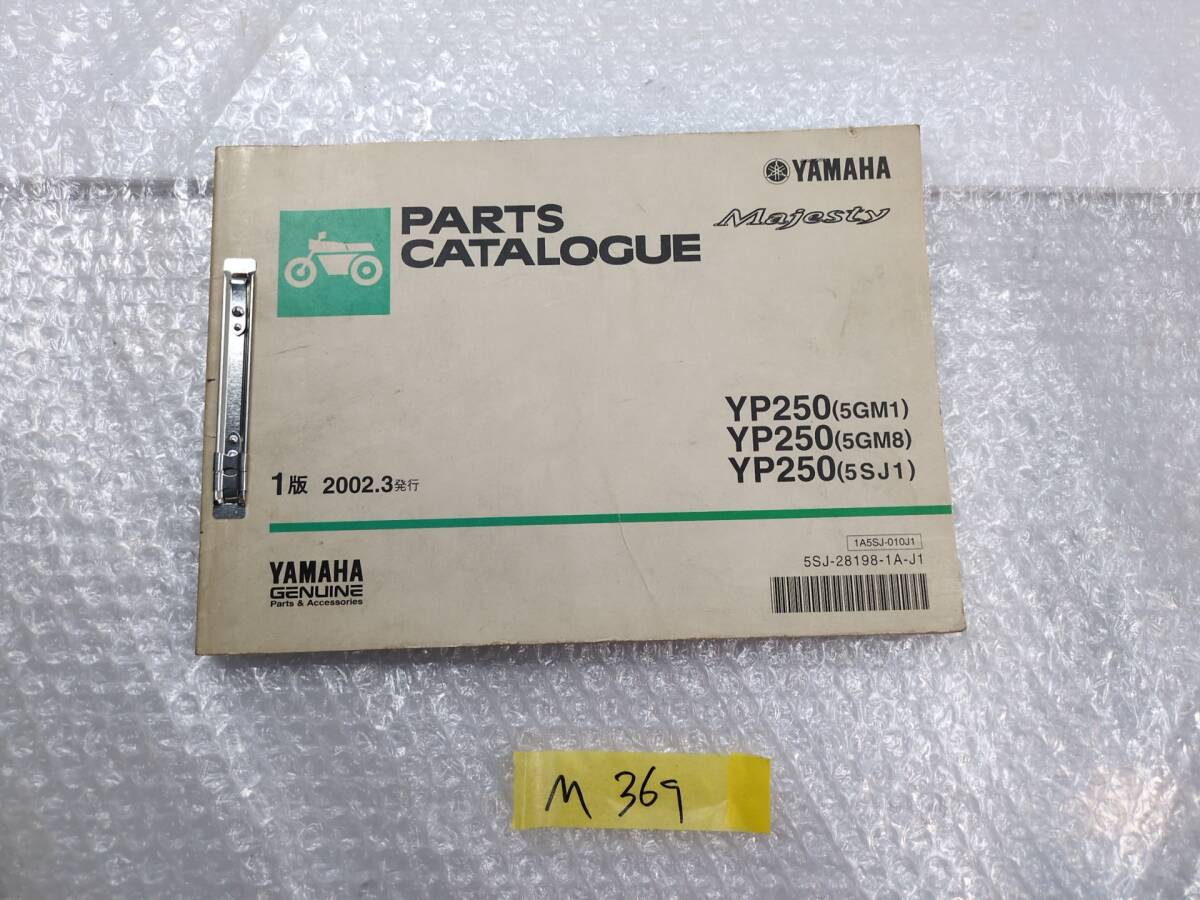 YAMAHA
Majesty
PARTS
CATALOGUE
YP250(5GM1)
YP250(5GM8)
YP250(5SJ1)
1版 2002.3発行
1A5SJ-010J1
5SJ-28198-1A-J1
YAMAHA
GENUINE
Parts & Accessories
M 369